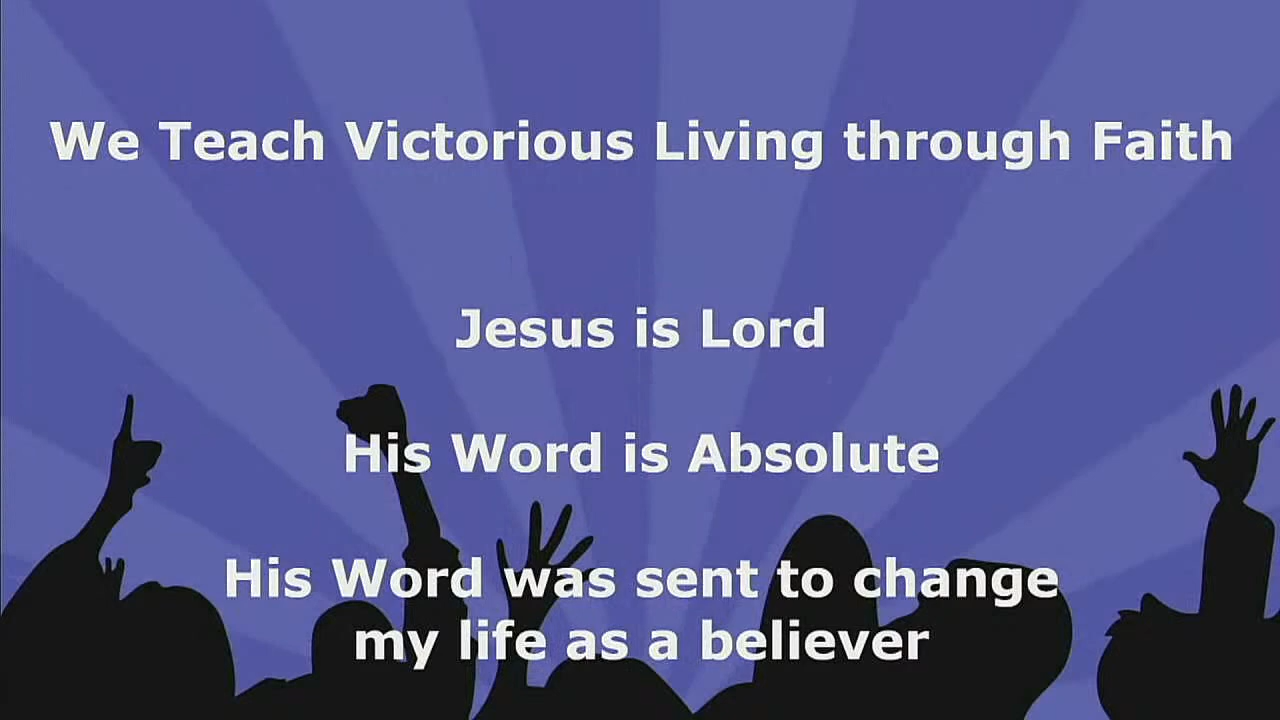 We Teach Victorious Living through Faith
Jesus is Lord
His Word is Absolute
His Word was sent to change
my life as a believer